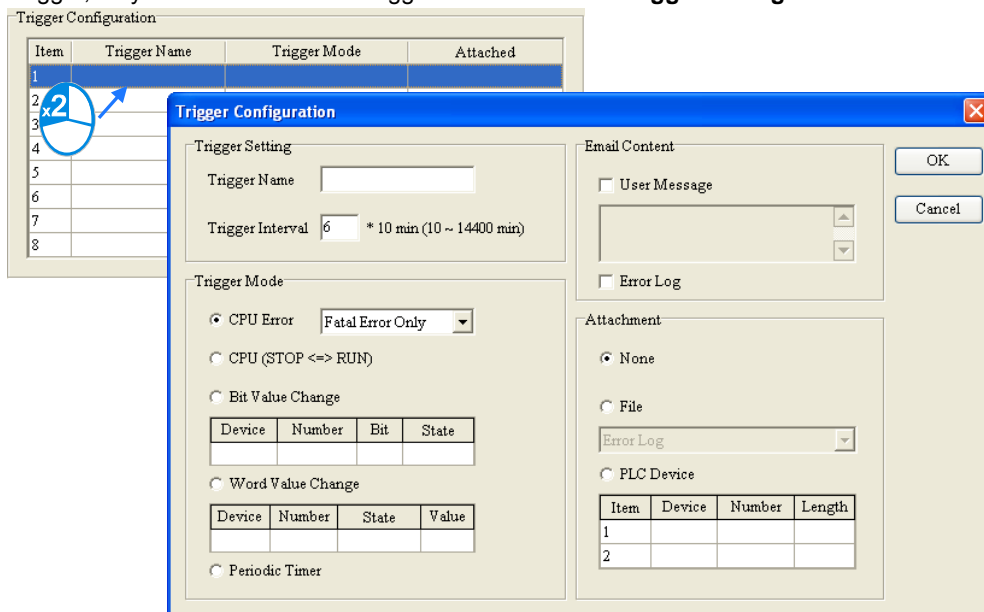 Trigger Configuration
Item Trigger Name Trigger Mode Attached
1
2
x2
3
4
5
6
7
8
Trigger Configuration
Trigger Setting
Trigger Name
Trigger Interval 6 * 10 min (10 ~ 14400 min)
Trigger Mode
CPU Error Fatal Error Only
CPU (STOP <=> RUN)
Bit Value Change
Device Number Bit State
Word Value Change
Device Number State Value
Periodic Timer
Email Content
User Message
Error Log
Attachment
None
File
Error Log
PLC Device
Item Device Number Length
1
2
OK
Cancel